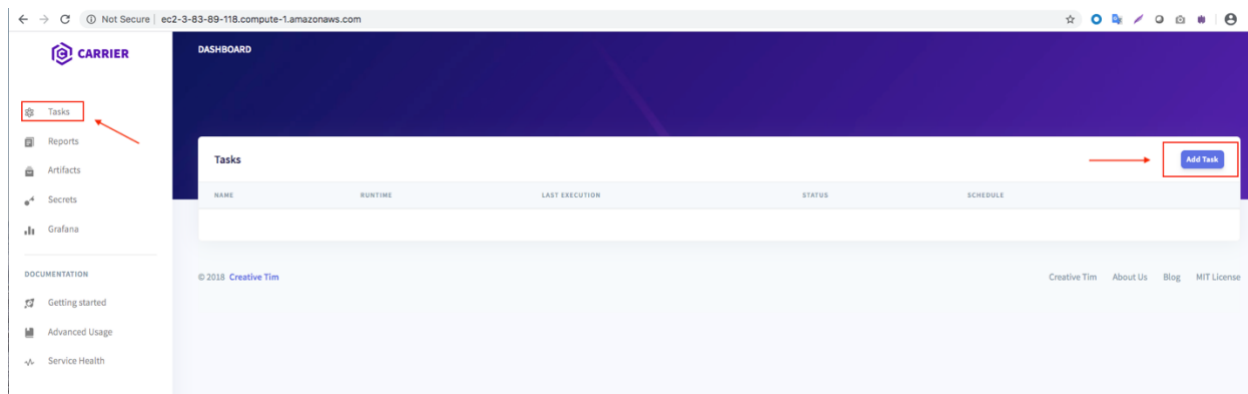 Not Secure | ec2-3-83-89-118.compute-1.amazonaws.com
CARRIER
DASHBOARD
Tasks
Reports
Artifacts
Secrets
Grafana
DOCUMENTATION
Getting started
Advanced Usage
Service Health
Tasks
Add Task
NAME RUNTIME LAST EXECUTION STATUS SCHEDULE
© 2018 Creative Tim
Creative Tim About Us Blog MIT License